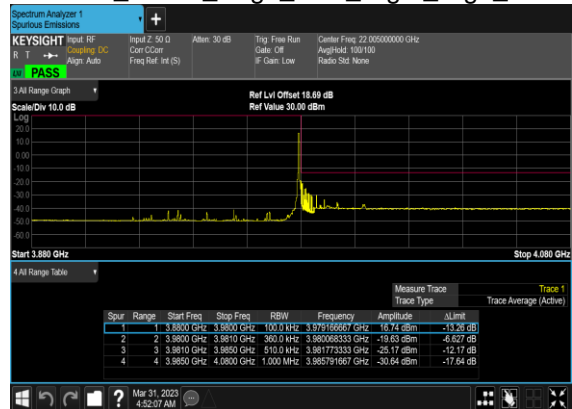 Spectrum Analyzer 1
Spurious Emissions
+
KEYSIGHT
R T
LW PASS
Input: RF
Coupling: DC
Align: Auto
Input Z: 50 Ω
Corr CCorr
Freq Ref: Int (S)
Atten: 30 dB
Trig: Free Run
Gate: Off
IF Gain: Low
Center Freq: 22.005000000 GHz
Avg|Hold: 100/100
Radio Std: None
3 All Range Graph
Scale/Div 10.0 dB
Ref Lvl Offset 18.69 dB
Ref Value 30.00 dBm
Log
20.0
10.0
0.00
-10.0
-20.0
-30.0
-40.0
-50.0
-60.0
Start 3.880 GHz Stop 4.080 GHz
4 All Range Table
Measure Trace Trace 1
Trace Type Trace Average (Active)
Spur Range Start Freq Stop Freq RBW Frequency Amplitude ΔLimit
1 1 3.8800 GHz 3.9800 GHz 100.0 kHz 3.979166667 GHz 16.74 dBm -13.26 dB
2 2 3.9800 GHz 3.9810 GHz 360.0 kHz 3.980068333 GHz -19.63 dBm -6.627 dB
3 3 3.9810 GHz 3.9850 GHz 510.0 kHz 3.981773333 GHz -25.17 dBm -12.17 dB
4 4 3.9850 GHz 4.0800 GHz 1.000 MHz 3.985791667 GHz -30.64 dBm -17.64 dB
? Mar 31, 2023
4:52:07 AM